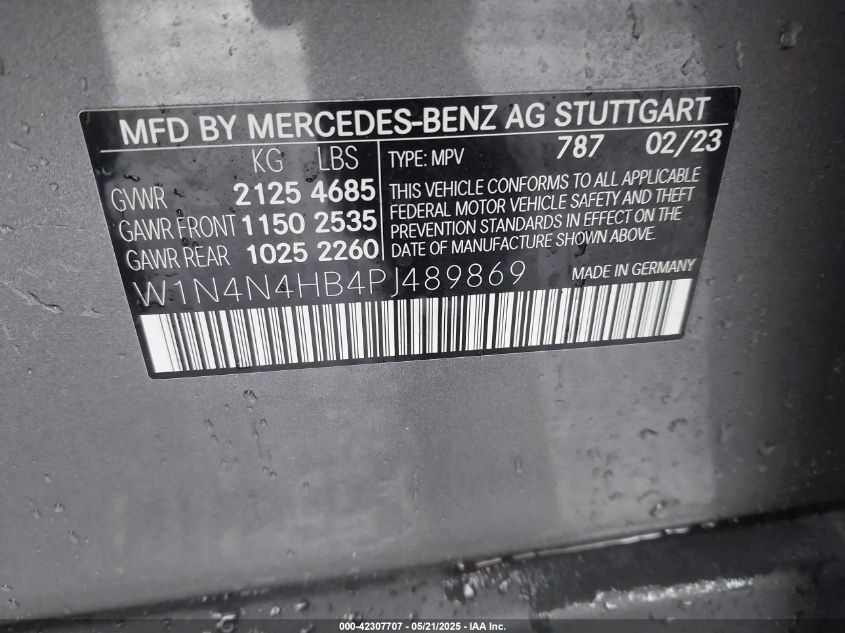 MFD BY MERCEDES-BENZ AG STUTTGART
KG LBS
GVWR 2125 4685
GAWR FRONT 1150 2535
GAWR REAR 1025 2260
TYPE: MPV 787 02/23
THIS VEHICLE CONFORMS TO ALL APPLICABLE
FEDERAL MOTOR VEHICLE SAFETY AND THEFT
PREVENTION STANDARDS IN EFFECT ON THE
DATE OF MANUFACTURE SHOWN ABOVE.
W1N4N4HB4PJ489869
MADE IN GERMANY
000-42307707 - 05/21/2025 - IAA Inc.